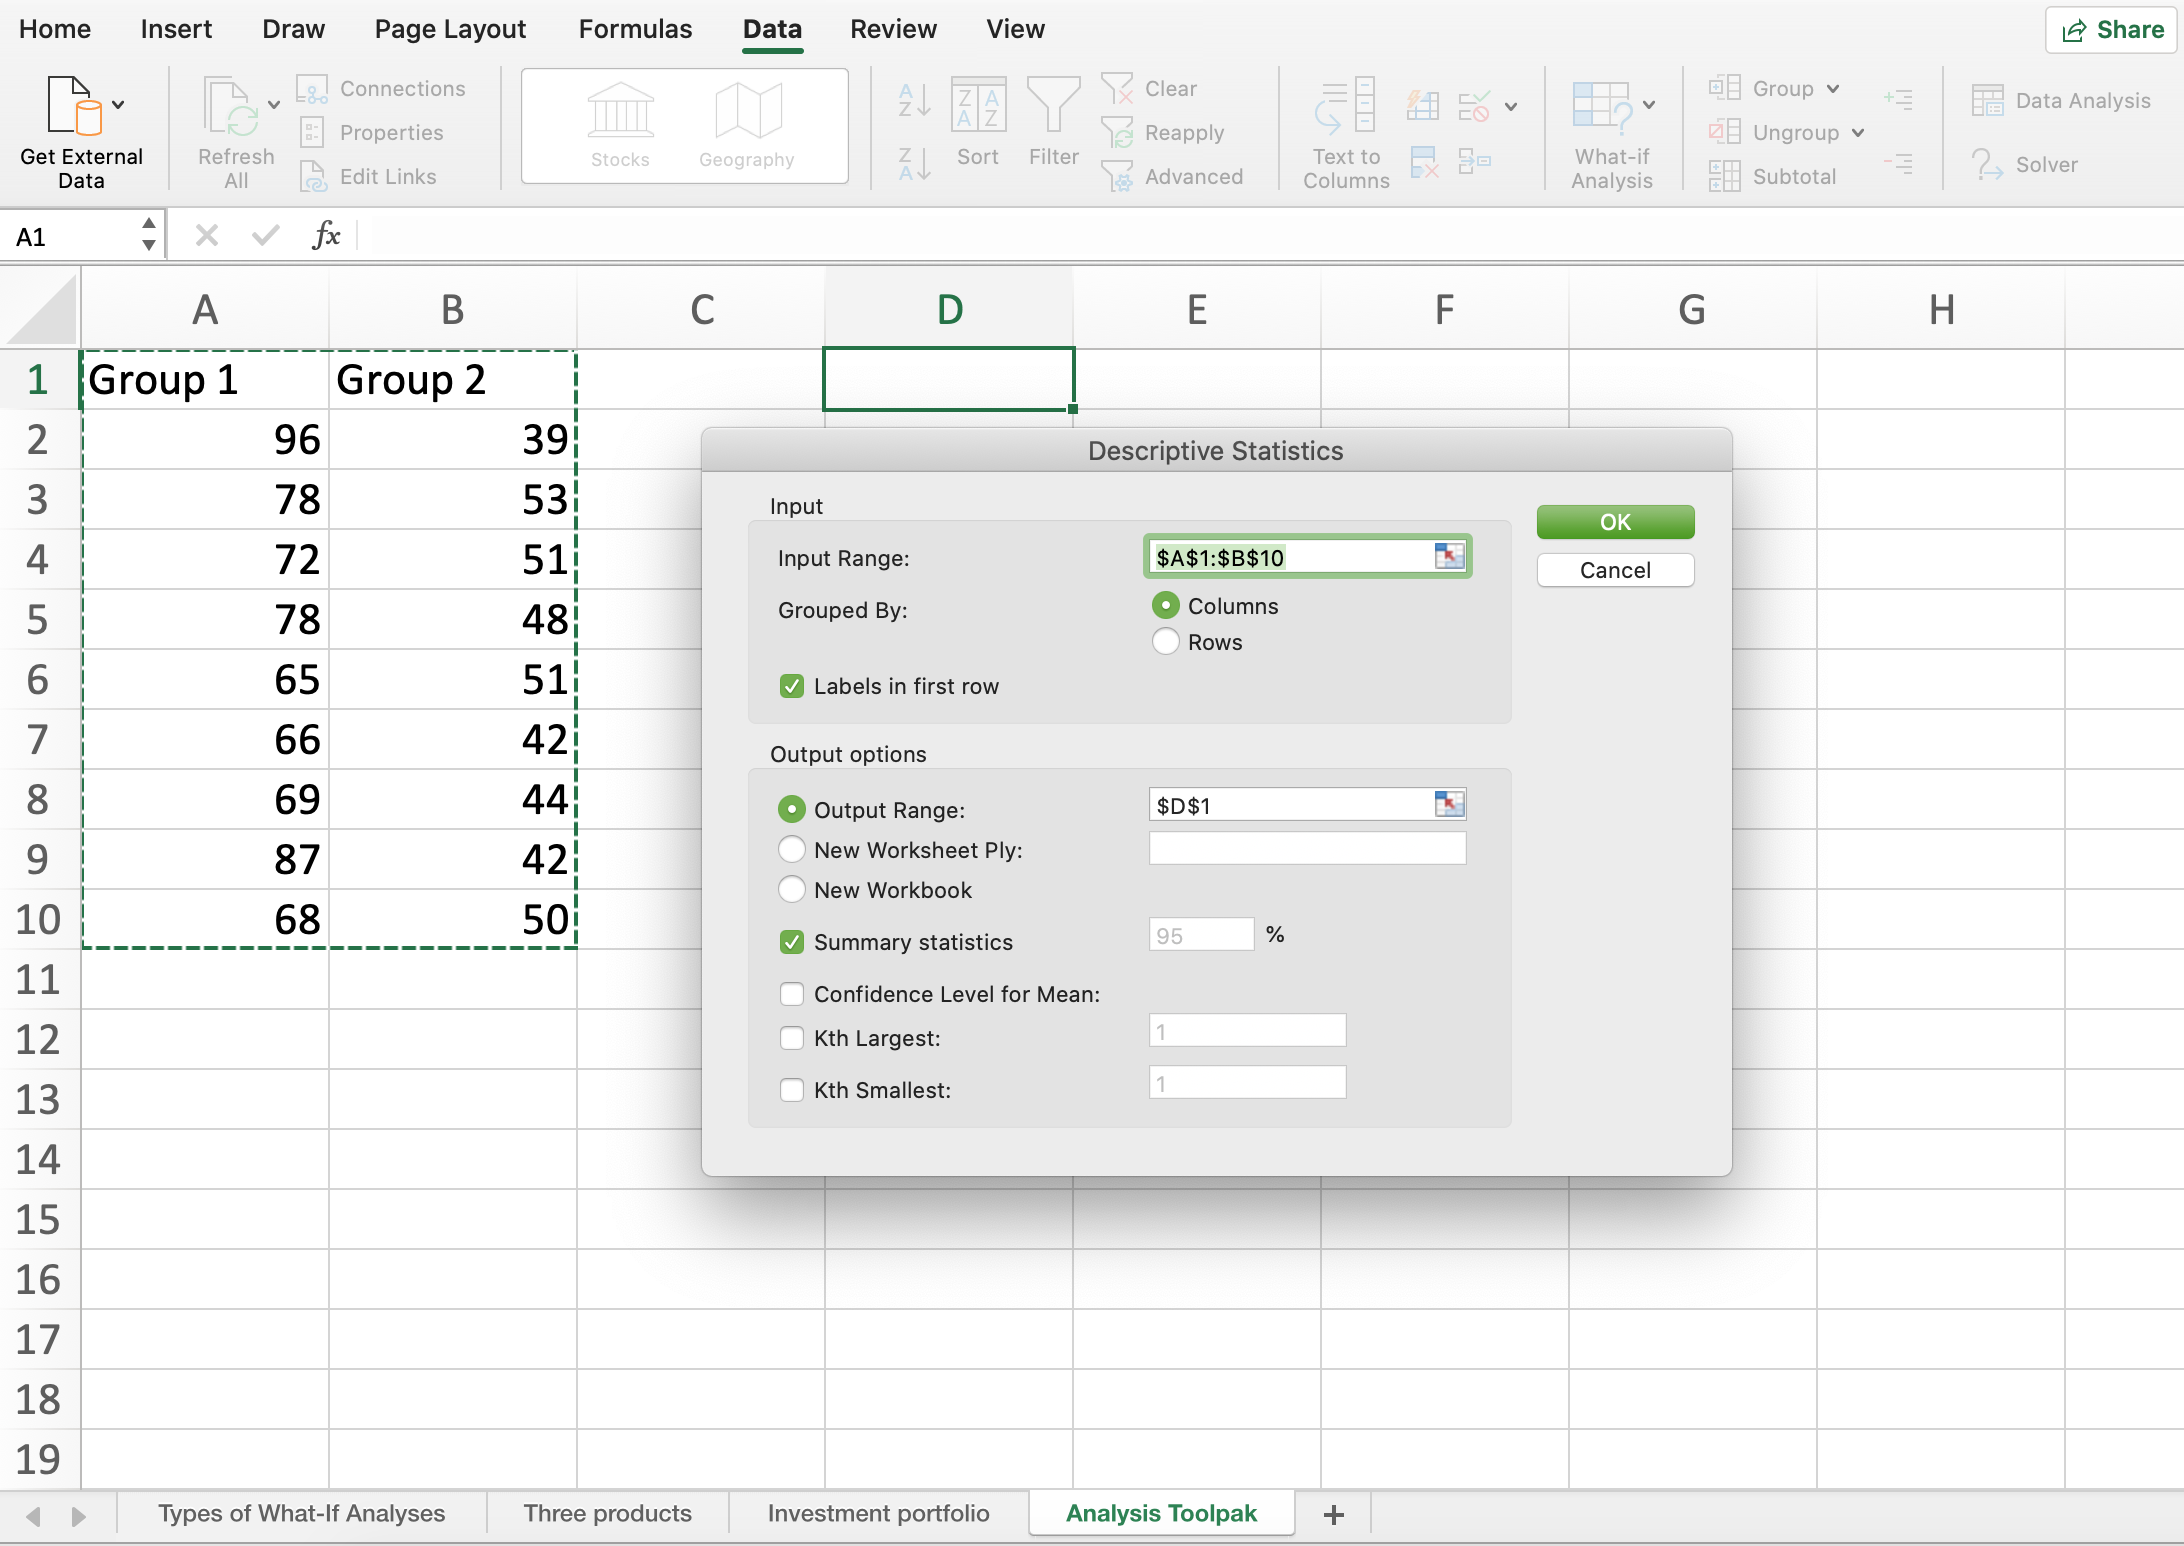 Home Insert Draw Page Layout Formulas Data Review View Share
Get External Data
Refresh All
Connections
Properties
Edit Links
Stocks
Geography
A
Z
Z
A
Z A
A Z
Sort
Filter
Clear
Reapply
Advanced
Text to Columns
What-if Analysis
Group
Ungroup
Subtotal
Data Analysis
Solver
A1 fx
A B C D E F G H
1 Group 1 Group 2
2 96 39
3 78 53
4 72 51
5 78 48
6 65 51
7 66 42
8 69 44
9 87 42
10 68 50
11
12
13
14
15
16
17
18
19
Descriptive Statistics
Input
Input Range: $A$1:$B$10
Grouped By: Columns
Rows
Labels in first row
OK
Cancel
Output options
Output Range: $D$1
New Worksheet Ply:
New Workbook
Summary statistics 95 %
Confidence Level for Mean:
Kth Largest: 1
Kth Smallest: 1
Types of What-If Analyses Three products Investment portfolio Analysis Toolpak +